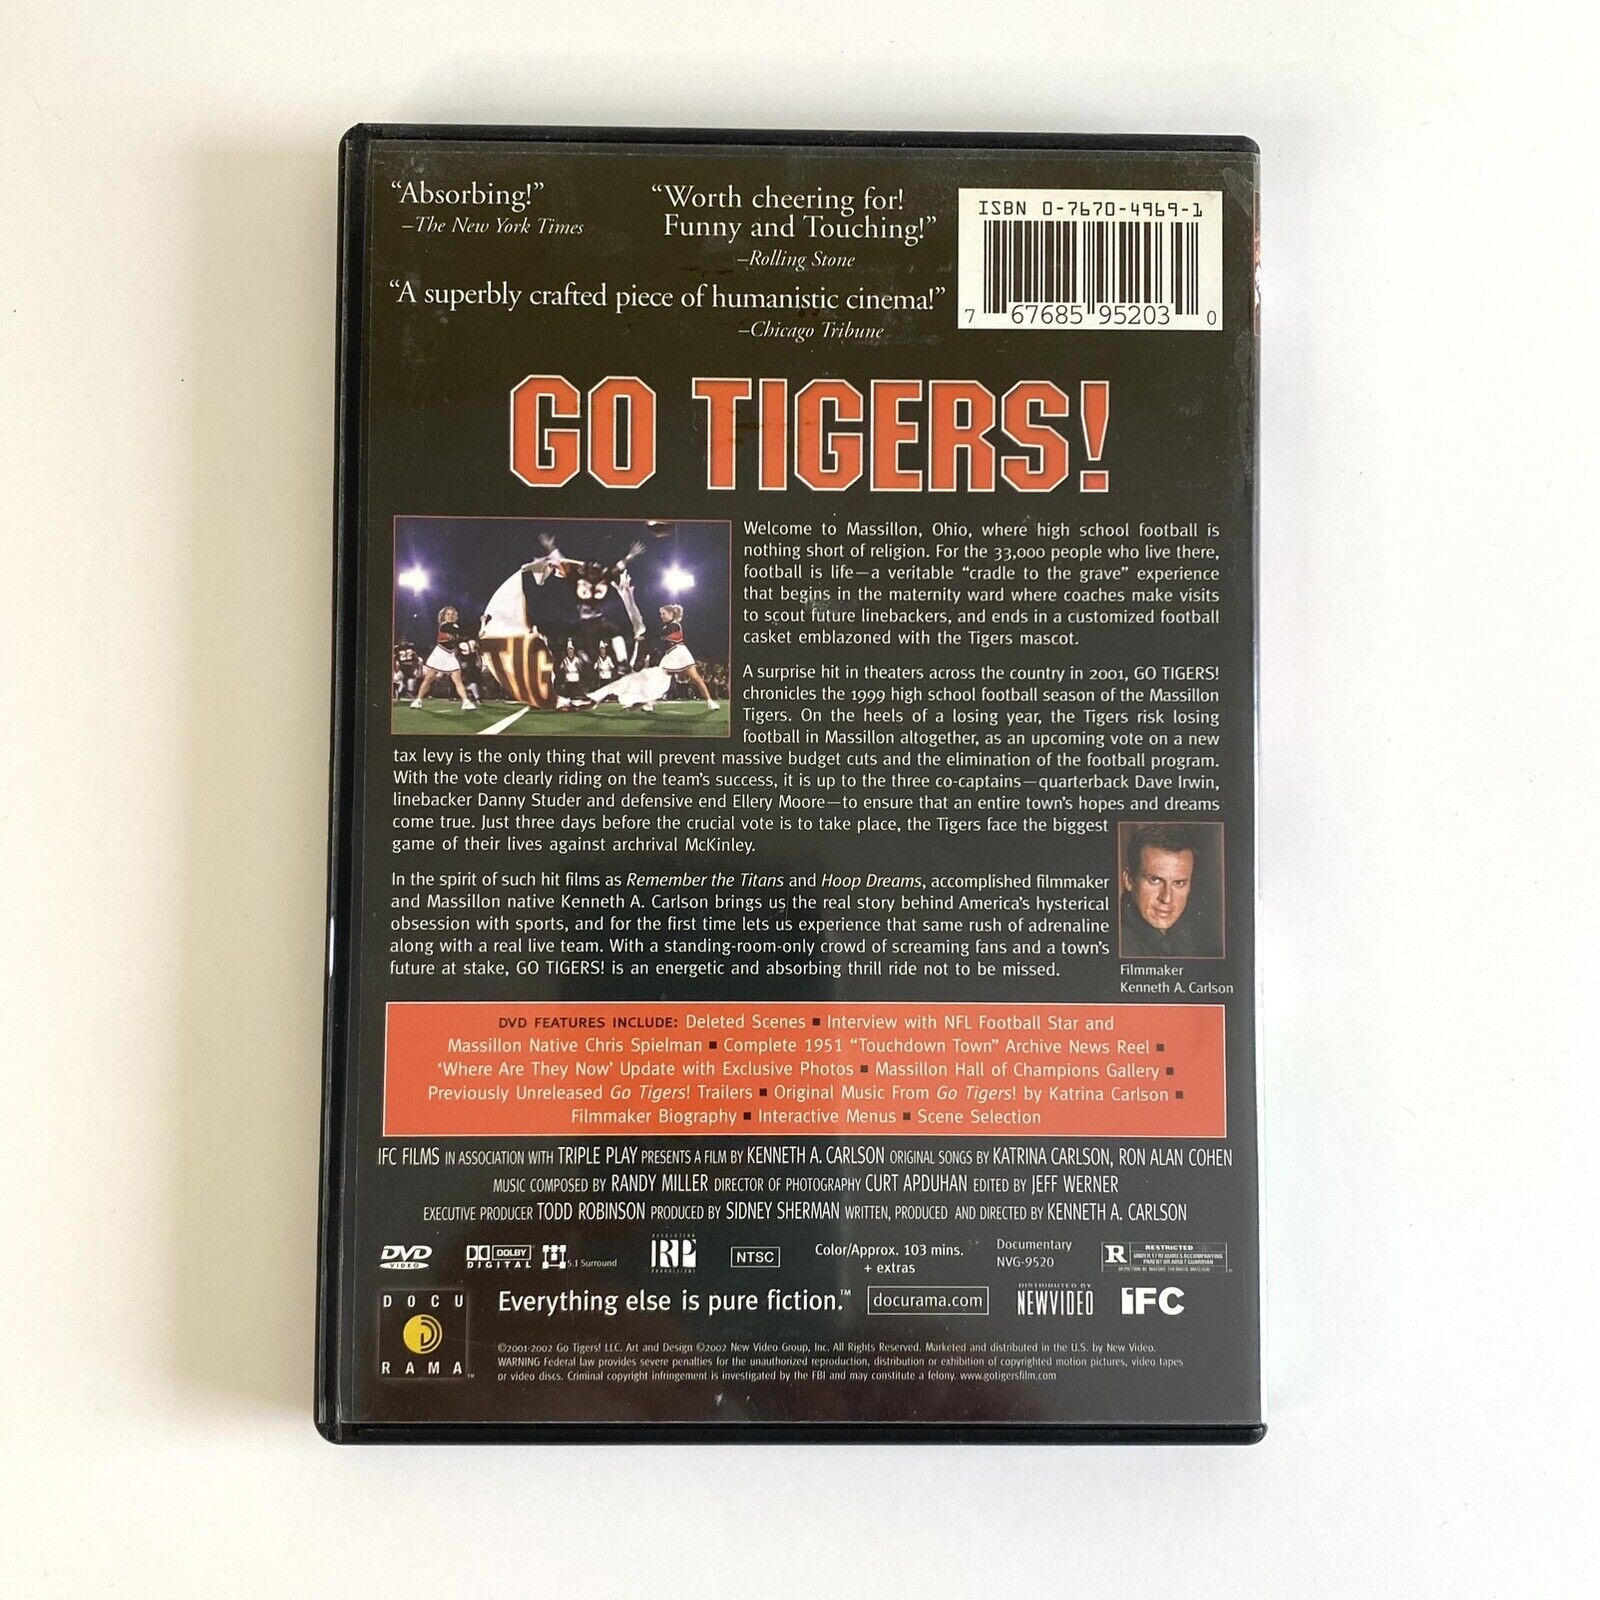 “Absorbing!”
–The New York Times
“Worth cheering for!
Funny and Touching!”
–Rolling Stone
“A superbly crafted piece of humanistic cinema!”
–Chicago Tribune
ISBN 0-7670-4969-1
7 67685 95203 0
GO TIGERS!
TIG
22
Welcome to Massillon, Ohio, where high school football is
nothing short of religion. For the 33,000 people who live there,
football is life—a veritable “cradle to the grave” experience
that begins in the maternity ward where coaches make visits
to scout future linebackers, and ends in a customized football
casket emblazoned with the Tigers mascot.
A surprise hit in theaters across the country in 2001, GO TIGERS!
chronicles the 1999 high school football season of the Massillon
Tigers. On the heels of a losing year, the Tigers risk losing
football in Massillon altogether, as an upcoming vote on a new
tax levy is the only thing that will prevent massive budget cuts and the elimination of the football program.
With the vote clearly riding on the team’s success, it is up to the three co-captains—quarterback Dave Irwin,
linebacker Danny Studer and defensive end Ellery Moore—to ensure that an entire town’s hopes and dreams
come true. Just three days before the crucial vote is to take place, the Tigers face the biggest
game of their lives against archrival McKinley.
In the spirit of such hit films as Remember the Titans and Hoop Dreams, accomplished filmmaker
and Massillon native Kenneth A. Carlson brings us the real story behind America’s hysterical
obsession with sports, and for the first time lets us experience that same rush of adrenaline
along with a real live team. With a standing-room-only crowd of screaming fans and a town’s
future at stake, GO TIGERS! is an energetic and absorbing thrill ride not to be missed.
Filmmaker
Kenneth A. Carlson
DVD FEATURES INCLUDE: Deleted Scenes ■ Interview with NFL Football Star and
Massillon Native Chris Spielman ■ Complete 1951 “Touchdown Town” Archive News Reel ■
‘Where Are They Now’ Update with Exclusive Photos ■ Massillon Hall of Champions Gallery ■
Previously Unreleased Go Tigers! Trailers ■ Original Music From Go Tigers! by Katrina Carlson ■
Filmmaker Biography ■ Interactive Menus ■ Scene Selection
IFC FILMS IN ASSOCIATION WITH TRIPLE PLAY PRESENTS A FILM BY KENNETH A. CARLSON ORIGINAL SONGS BY KATRINA CARLSON, RON ALAN COHEN
MUSIC COMPOSED BY RANDY MILLER DIRECTOR OF PHOTOGRAPHY CURT APDUHAN EDITED BY JEFF WERNER
EXECUTIVE PRODUCER TODD ROBINSON PRODUCED BY SIDNEY SHERMAN WRITTEN, PRODUCED AND DIRECTED BY KENNETH A. CARLSON
DVD VIDEO
DOLBY DIGITAL
5.1 Surround
RP
NTSC
Color/Approx. 103 mins.
+ extras
Documentary
NVG-9520
R RESTRICTED
UNDER 17 REQUIRES ACCOMPANYING
PARENT OR ADULT GUARDIAN
DOCU
RAMA™
Everything else is pure fiction.™
docurama.com
DISTRIBUTED BY
NEWVIDEO
IFC
©2001-2002 Go Tigers! LLC. Art and Design ©2002 New Video Group, Inc. All Rights Reserved. Marketed and distributed in the U.S. by New Video.
WARNING Federal law provides severe penalties for the unauthorized reproduction, distribution or exhibition of copyrighted motion pictures, video tapes
or video discs. Criminal copyright infringement is investigated by the FBI and may constitute a felony. www.gotigersfilm.com